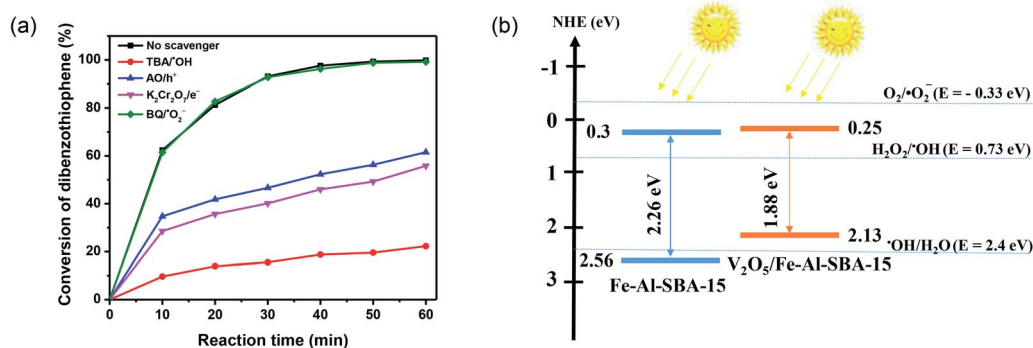 (a)
Conversion of dibenzothiophene (%)
100
80
60
40
20
0
No scavenger
TBA/•OH
AO/h⁺
K₂Cr₂O₇/e⁻
BQ/•O₂⁻
0 10 20 30 40 50 60
Reaction time (min)
(b)
NHE (eV)
-1
0
1
2
3
O₂/•O₂⁻ (E = - 0.33 eV)
0.3
0.25
H₂O₂/•OH (E = 0.73 eV)
2.26 eV
1.88 eV
2.13
•OH/H₂O (E = 2.4 eV)
2.56
V₂O₅/Fe-Al-SBA-15
Fe-Al-SBA-15